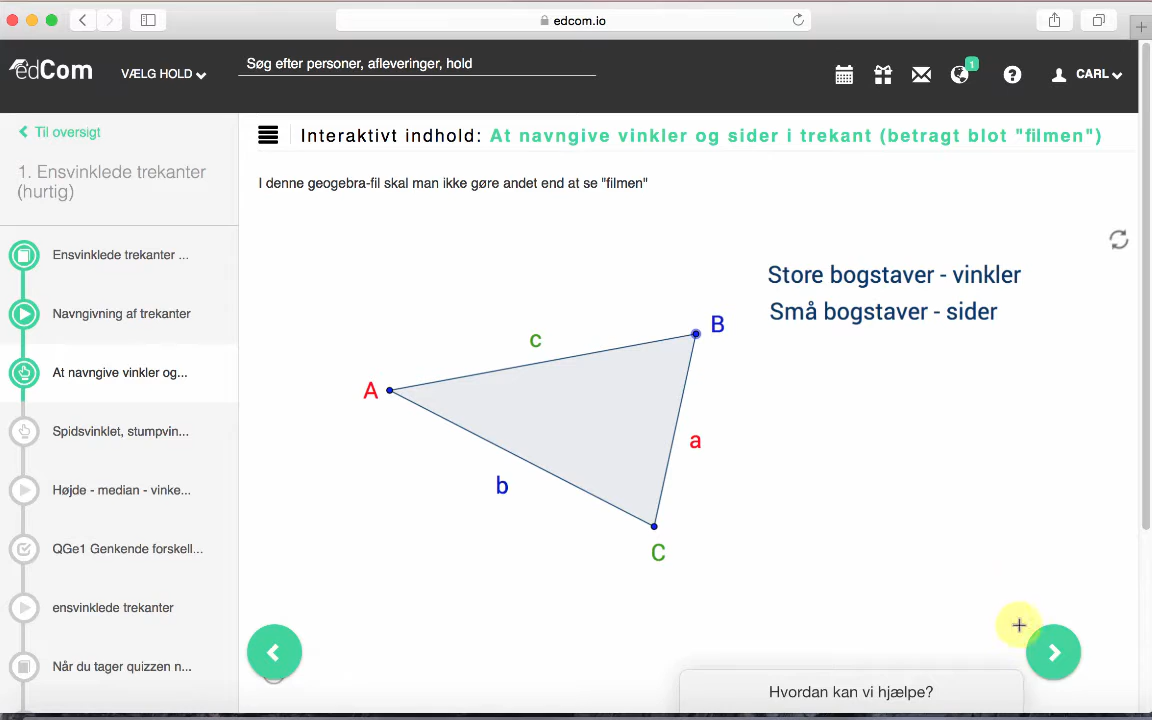 edcom.io
edCom
VÆLG HOLD
Søg efter personer, afleveringer, hold
1
CARL
Til oversigt
1. Ensvinklede trekanter
(hurtig)
Ensvinklede trekanter ...
Navngivning af trekanter
At navngive vinkler og...
Spidsvinklet, stumpvin...
Højde - median - vinke...
QGe1 Genkende forskell...
ensvinklede trekanter
Når du tager quizzen n...
Interaktivt indhold: At navngive vinkler og sider i trekant (betragt blot "filmen")
I denne geogebra-fil skal man ikke gøre andet end at se "filmen"
Store bogstaver - vinkler
Små bogstaver - sider
B
c
A
a
b
C
Hvordan kan vi hjælpe?